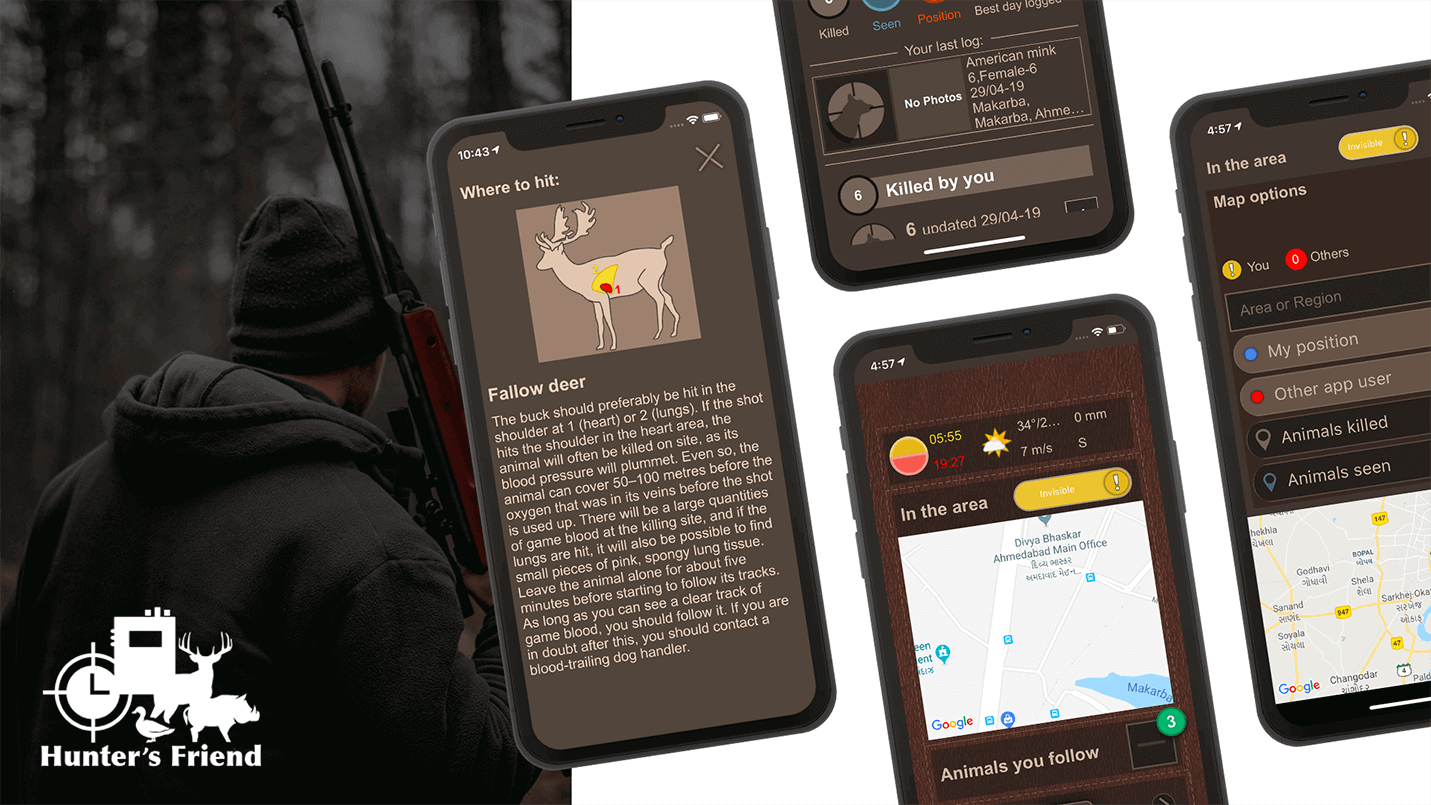 Hunter's Friend
10:43
Where to hit:
2
1
Fallow deer
The buck should preferably be hit in the
shoulder at 1 (heart) or 2 (lungs). If the shot
hits the shoulder in the heart area, the
animal will often be killed on site, as its
blood pressure will plummet. Even so, the
animal can cover 50–100 metres before the
oxygen that was in its veins before the shot
is used up. There will be a large quantities
of game blood at the killing site, and if the
lungs are hit, it will also be possible to find
small pieces of pink, spongy lung tissue.
Leave the animal alone for about five
minutes before starting to follow its tracks.
As long as you can see a clear track of
game blood, you should follow it. If you are
in doubt after this, you should contact a
blood-trailing dog handler.
Killed
Seen
Position
Best day logged
Your last log:
No Photos
American mink
6,Female-6
29/04-19
Makarba,
Makarba, Ahme...
6
Killed by you
6 updated 29/04-19
4:57
05:55
19:27
34°/2...
0 mm
7 m/s
S
In the area
Invisible
!
Divya Bhaskar
Ahmedabad Main Office
દિવ્ય ભાસ્કર
Makarba
Google
3
Animals you follow
4:57
In the area
Invisible
!
Map options
! You
0 Others
Area or Region
My position
Other app user
Animals killed
Animals seen
147
BOPAL
બોપલ
Godhavi
ગોધાવી
Shela
શેલા
Sanand
સાણંદ
947
Sarkhej-Oka
સરખેજ
Soyala
સોયલા
47
4
Changodar
ચાંગોદર
Google